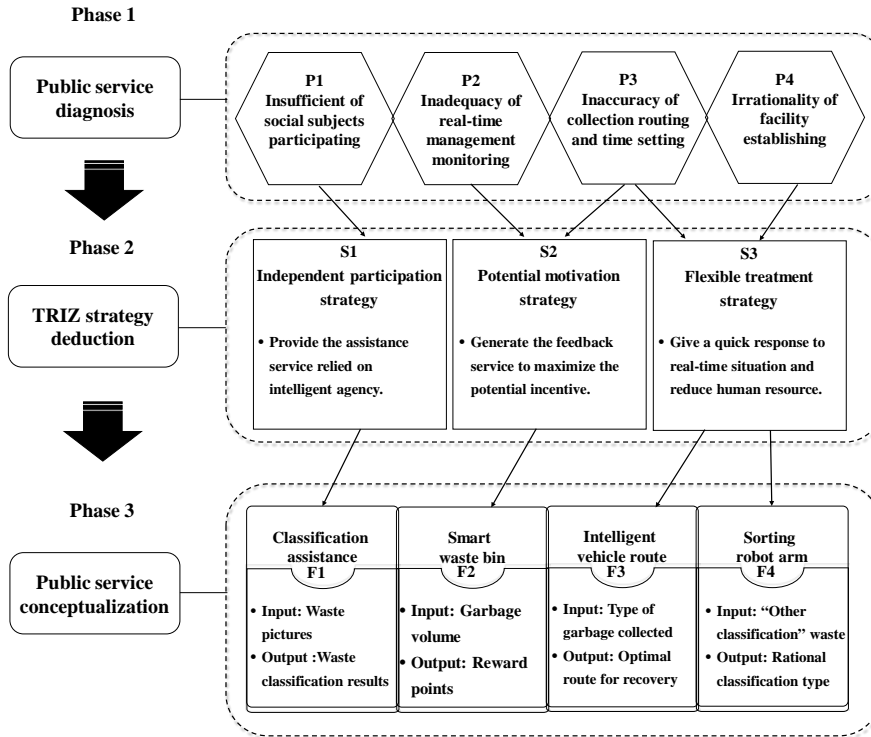 Phase 1
Public service
diagnosis
P1
Insufficient of
social subjects
participating
P2
Inadequacy of
real-time
management
monitoring
P3
Inaccuracy of
collection routing
and time setting
P4
Irrationality of
facility
establishing
Phase 2
TRIZ strategy
deduction
S1
Independent participation
strategy
• Provide the assistance
service relied on
intelligent agency.
S2
Potential motivation
strategy
• Generate the feedback
service to maximize the
potential incentive.
S3
Flexible treatment
strategy
• Give a quick response to
real-time situation and
reduce human resource.
Phase 3
Public service
conceptualization
Classification
assistance
F1
• Input: Waste
pictures
• Output :Waste
classification results
Smart
waste bin
F2
• Input: Garbage
volume
• Output: Reward
points
Intelligent
vehicle route
F3
• Input: Type of
garbage collected
• Output: Optimal
route for recovery
Sorting
robot arm
F4
• Input: “Other
classification” waste
• Output: Rational
classification type